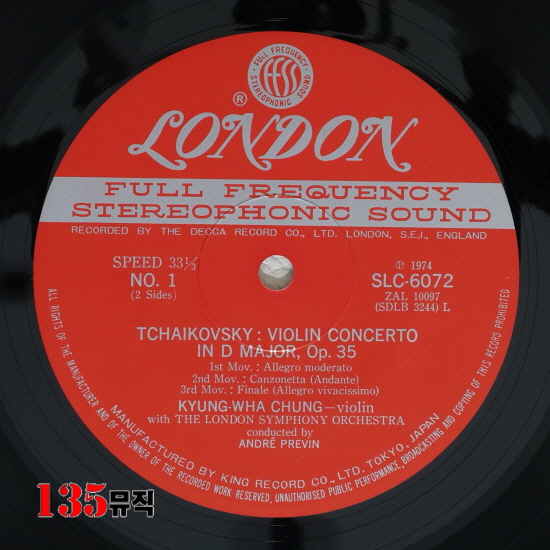 FULL FREQUENCY
STEREOPHONIC SOUND
ffss
®
LONDON
FULL FREQUENCY
STEREOPHONIC SOUND
RECORDED BY THE DECCA RECORD CO., LTD. LONDON, S.E.I., ENGLAND
SPEED 33⅓
NO. 1
(2 Sides)
℗ 1974
SLC-6072
ZAL 10097
(SDLB 3244) L
TCHAIKOVSKY : VIOLIN CONCERTO
IN D MAJOR, Op. 35
1st Mov. : Allegro moderato
2nd Mov. : Canzonetta (Andante)
3rd Mov. : Finale (Allegro vivacissimo)
KYUNG-WHA CHUNG—violin
with THE LONDON SYMPHONY ORCHESTRA
conducted by
ANDRÉ PREVIN
MANUFACTURED BY KING RECORD CO., LTD. TOKYO, JAPAN
ALL RIGHTS OF THE MANUFACTURER AND OF THE OWNER OF THE RECORDED WORK RESERVED, UNAUTHORISED PUBLIC PERFORMANCE, BROADCASTING AND COPYING OF THIS RECORD PROHIBITED
135뮤직